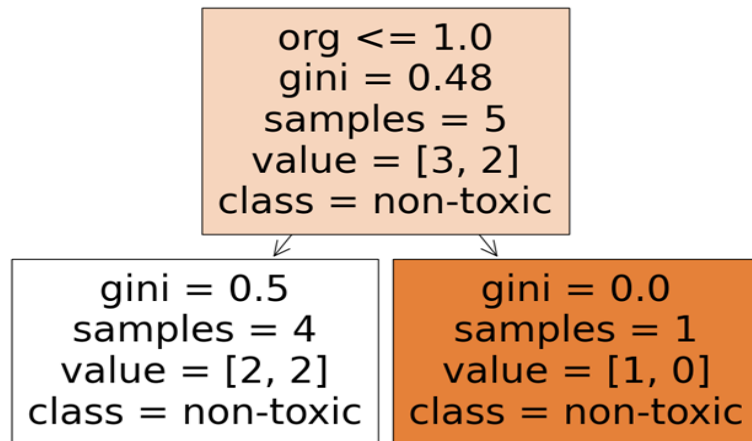 org <= 1.0
gini = 0.48
samples = 5
value = [3, 2]
class = non-toxic
gini = 0.5
samples = 4
value = [2, 2]
class = non-toxic
gini = 0.0
samples = 1
value = [1, 0]
class = non-toxic